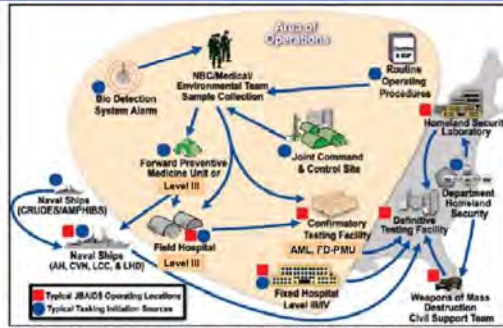 Area of
Operations
NBC/Medical/
Environmental Team
Sample Collection
Bio Detection
System Alarm
Routine
Operating
Procedures
Homeland Security
Laboratory
Forward Preventive
Medicine Unit or
Level III
Joint Command
& Control Site
Department
Homeland
Security
Naval Ships
(CRUDES/AMPHIBS)
Naval Ships
(AH, CVN, LCC, & LHD)
Field Hospital
Level III
Confirmatory
Testing Facility
AML, FD-PMU
Definitive
Testing Facility
Fixed Hospital
Level III/IV
Weapons of Mass
Destruction
Civil Support Team
Typical JBAIDS Operating Locations
Typical Tasking Initiation Sources